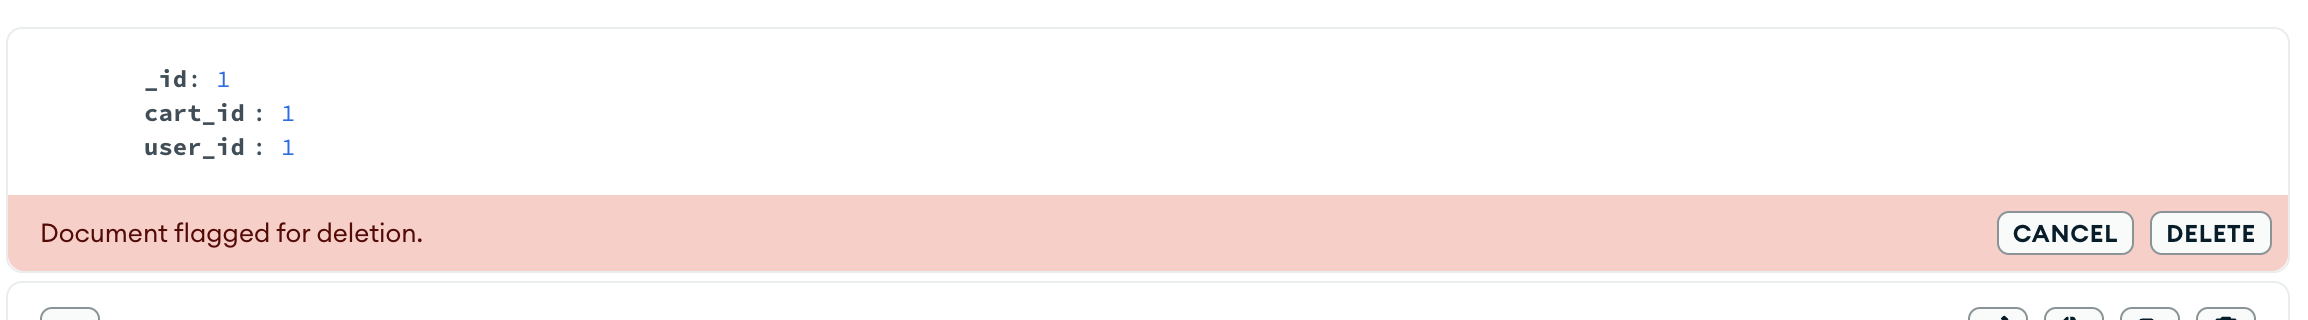 _id: 1
cart_id : 1
user_id : 1
Document flagged for deletion. CANCEL DELETE